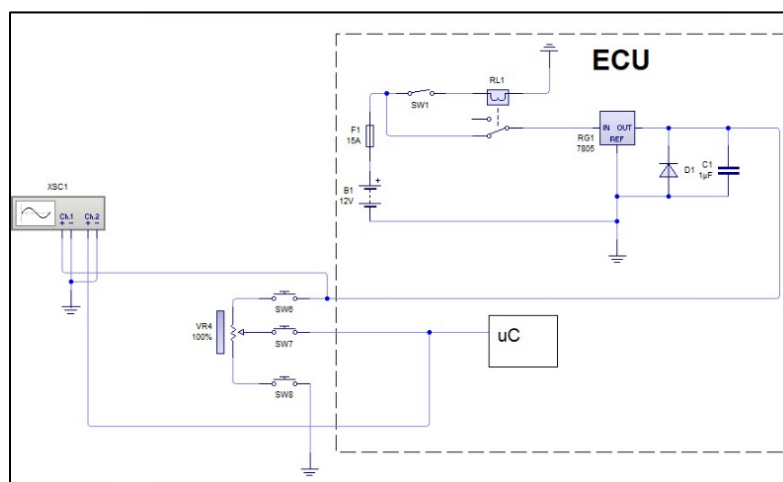 ECU
RL1
SW1
F1
15A
IN OUT
REF
RG1
7805
D1
C1
1µF
B1
12V
+
XSC1
Ch.1 Ch.2
+ − + −
SW6
VR4
100%
SW7
uC
SW8